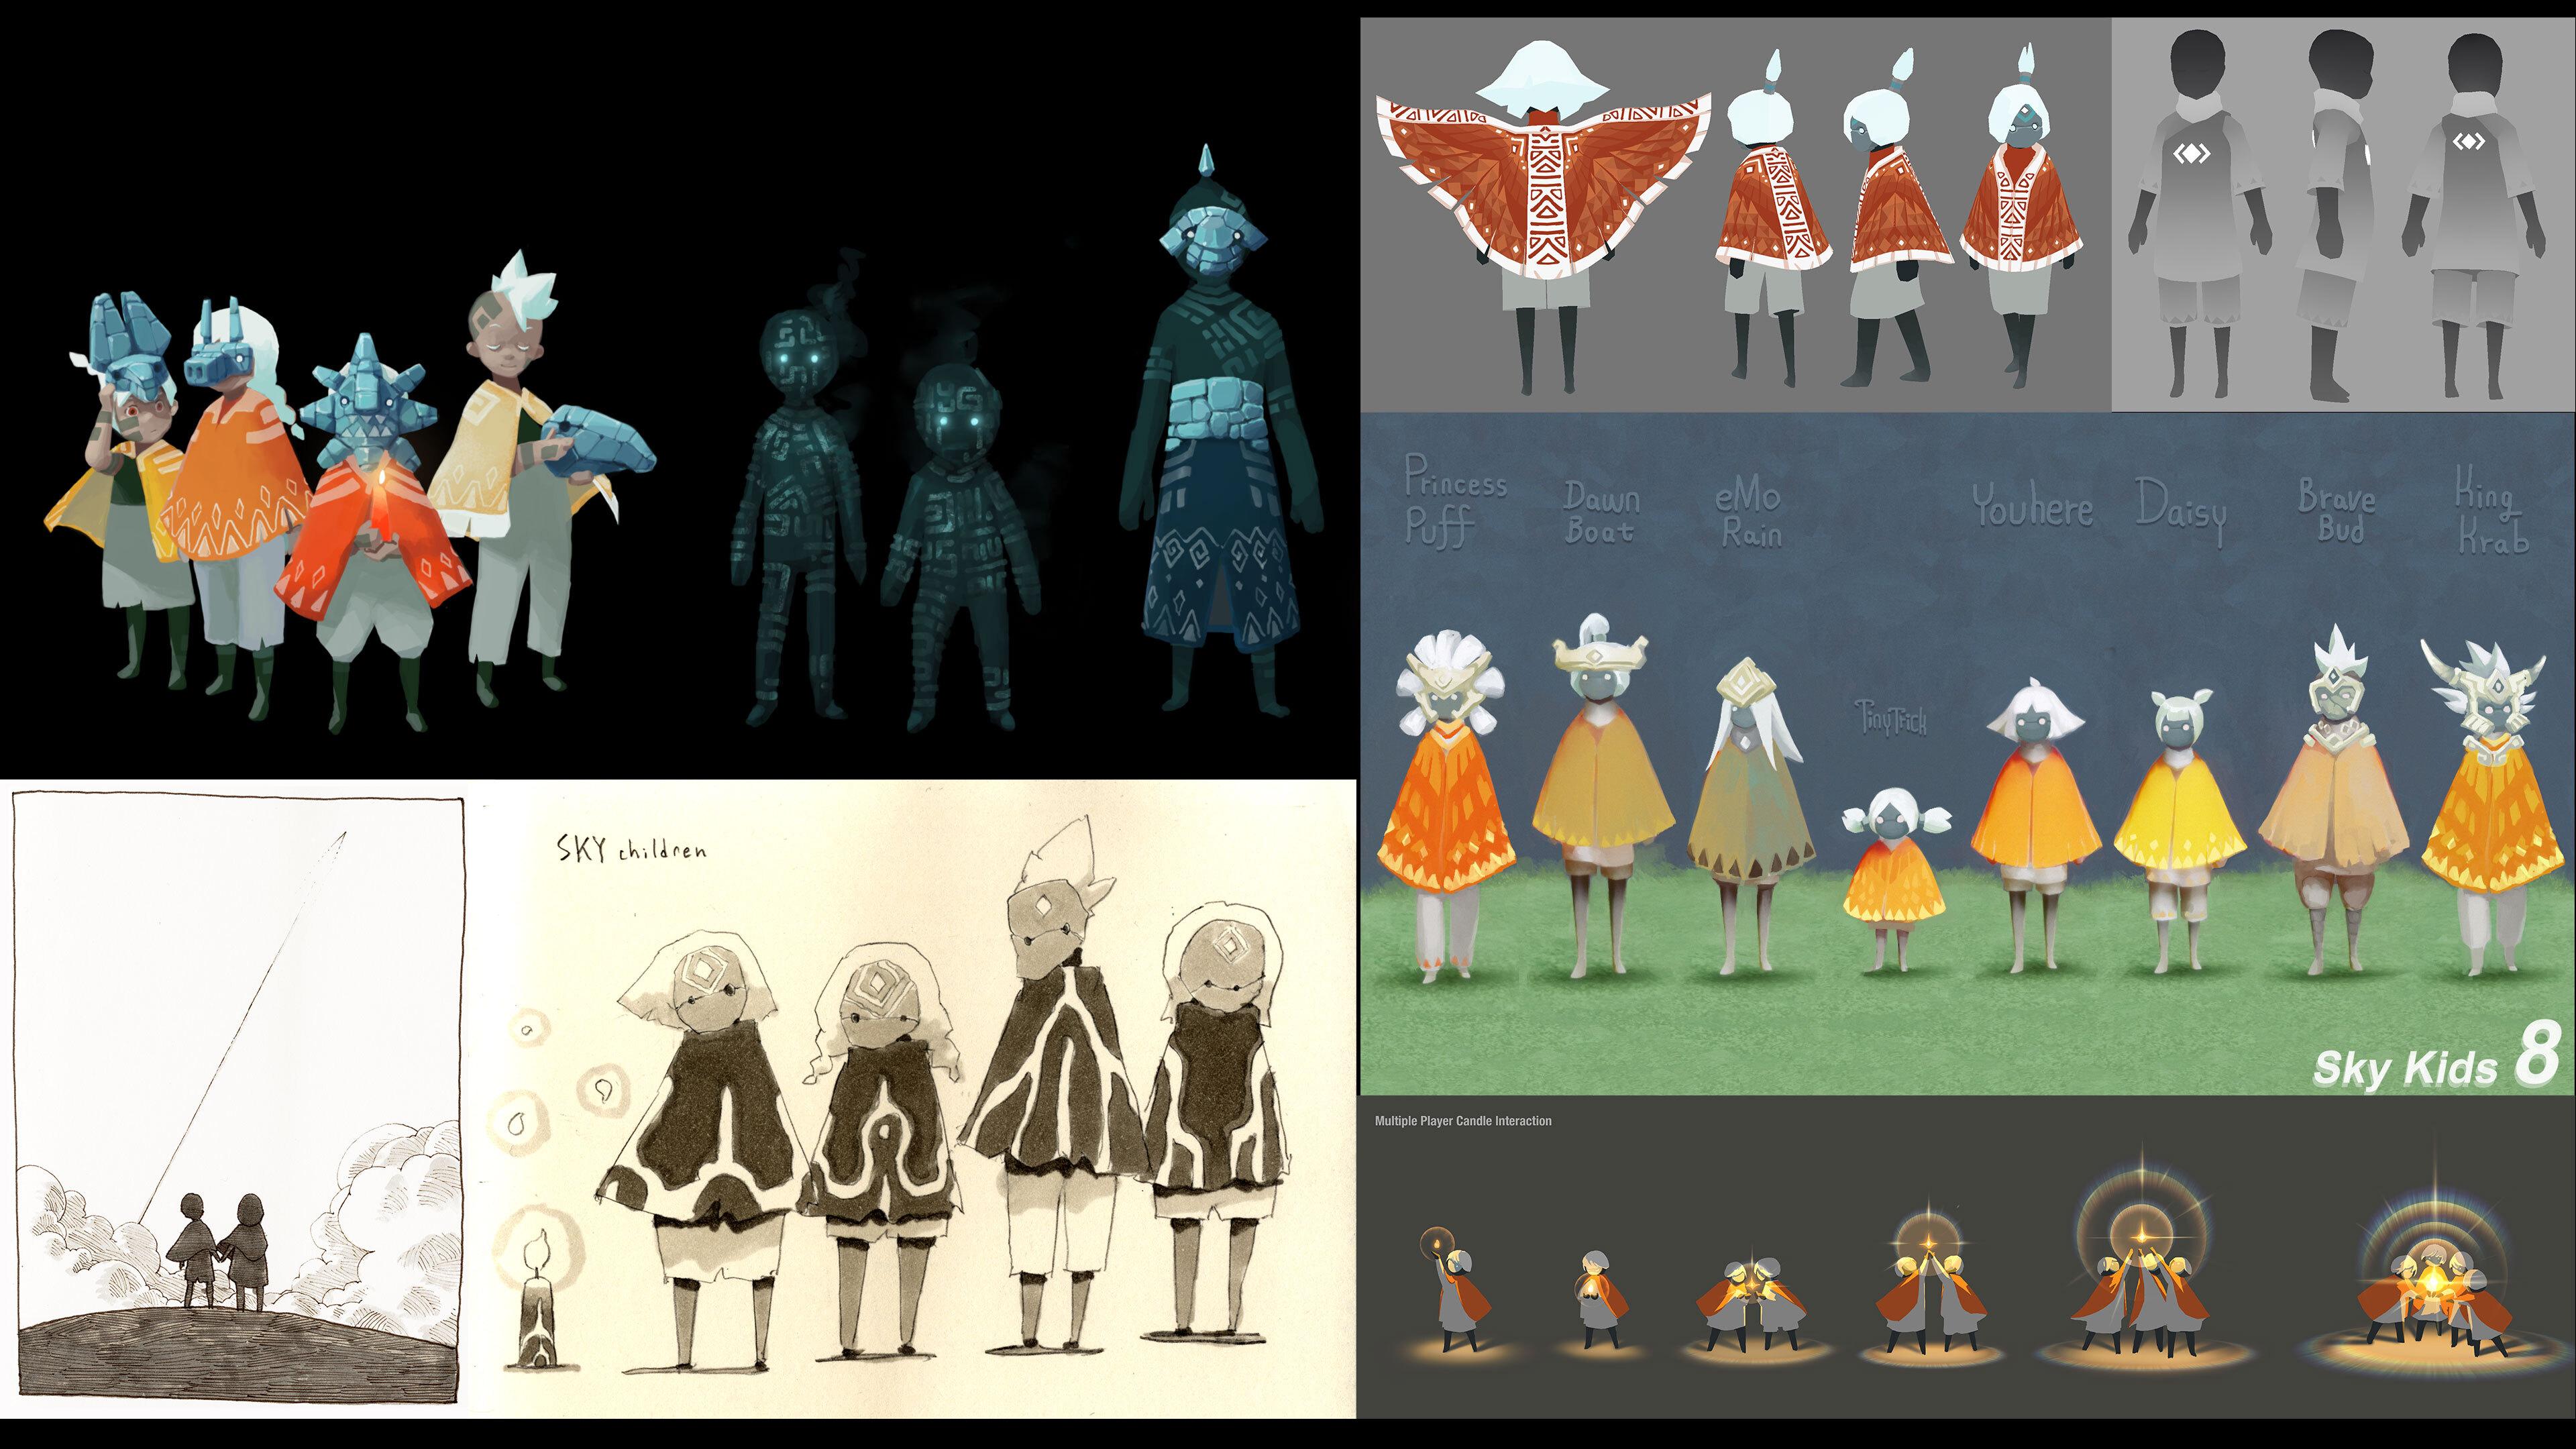 SKY children
Princess
Puff
Dawn
Boat
eMo
Rain
TinyTrick
Youhere
Daisy
Brave
Bud
King
Krab
Sky Kids 8
Multiple Player Candle Interaction